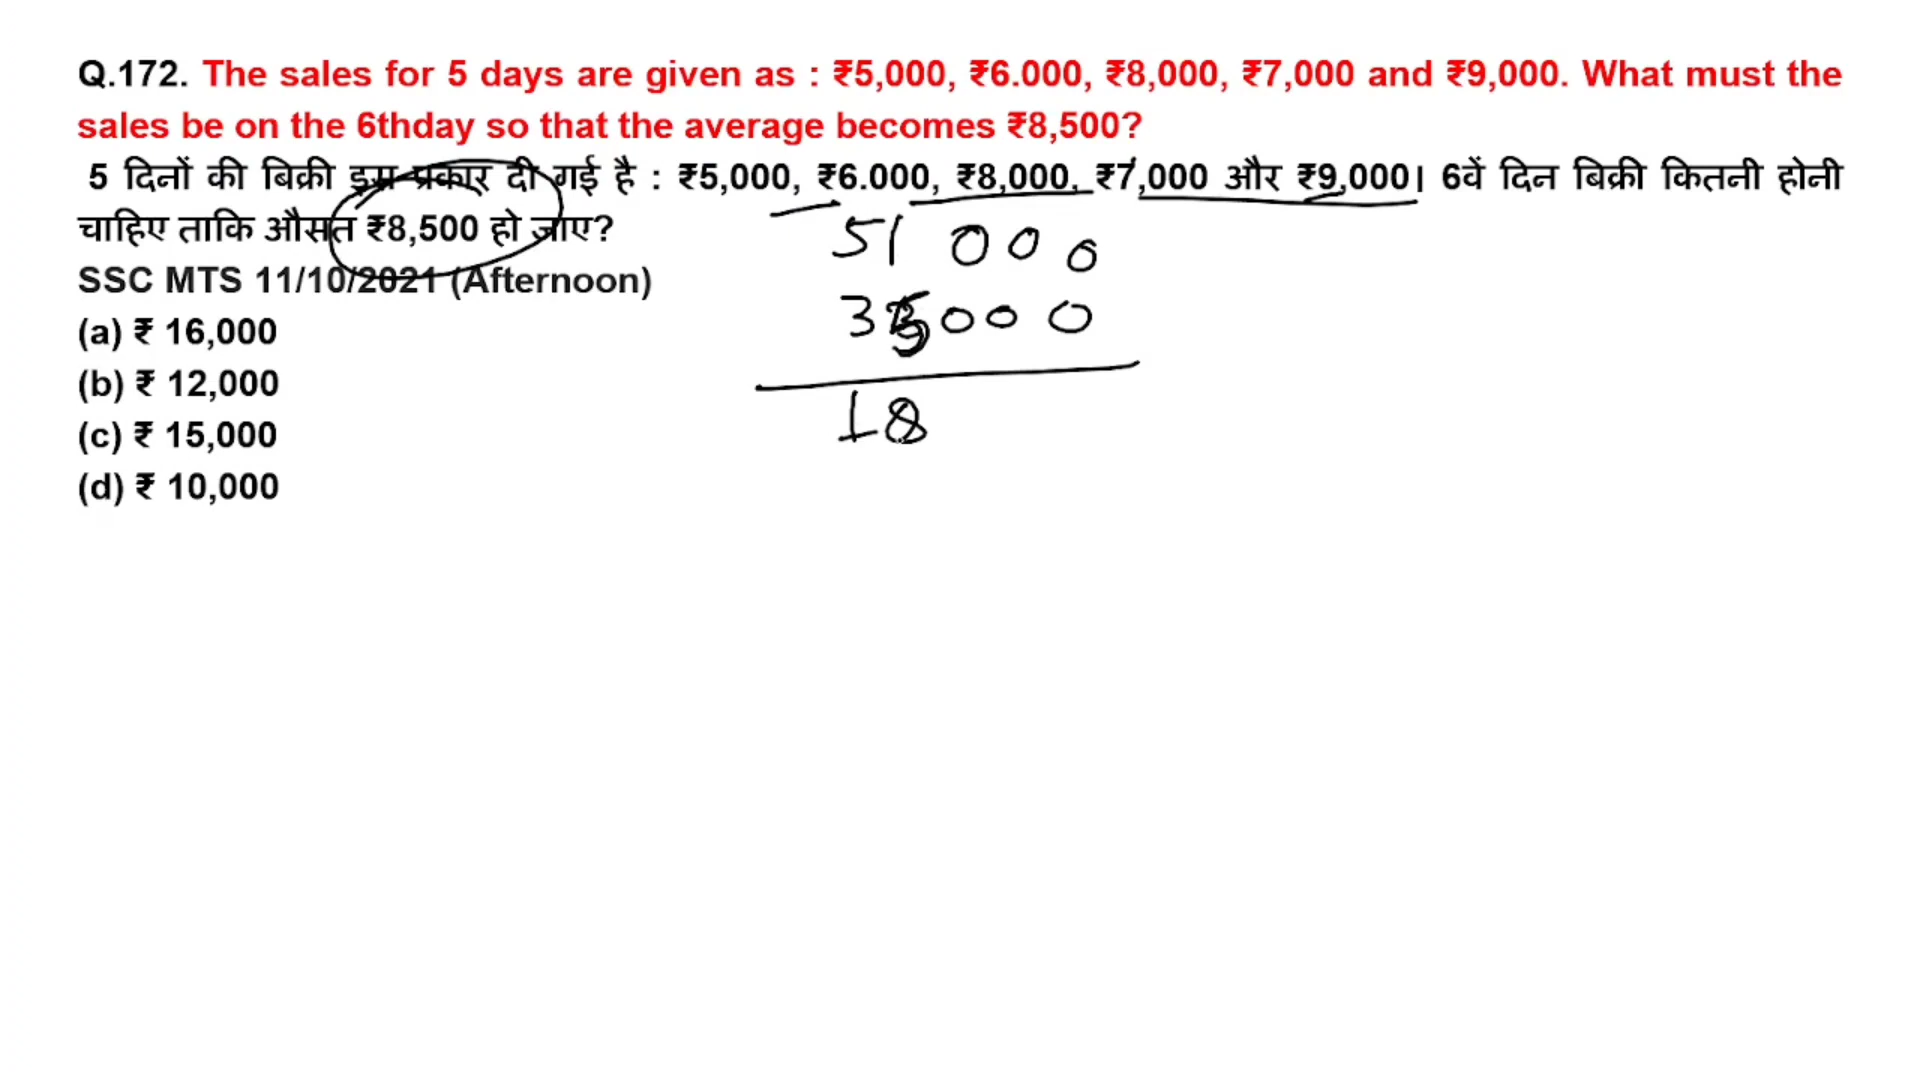 Q.172. The sales for 5 days are given as : ₹5,000, ₹6.000, ₹8,000, ₹7,000 and ₹9,000. What must the
sales be on the 6thday so that the average becomes ₹8,500?
5 दिनों की बिक्री इस प्रकार दी गई है : ₹5,000, ₹6.000, ₹8,000, ₹7,000 और ₹9,000। 6वें दिन बिक्री कितनी होनी
चाहिए ताकि औसत ₹8,500 हो जाए?
51 000
SSC MTS 11/10/2021 (Afternoon)
35000
(a) ₹ 16,000
(b) ₹ 12,000
18
(c) ₹ 15,000
(d) ₹ 10,000